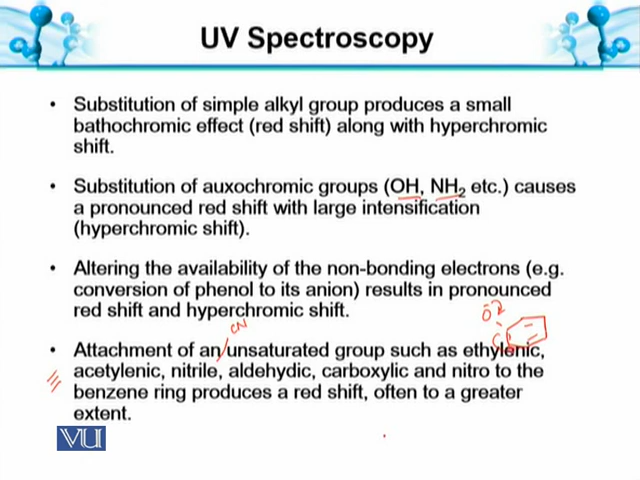 UV Spectroscopy
• Substitution of simple alkyl group produces a small
bathochromic effect (red shift) along with hyperchromic
shift.
• Substitution of auxochromic groups (OH, NH₂ etc.) causes
a pronounced red shift with large intensification
(hyperchromic shift).
• Altering the availability of the non-bonding electrons (e.g.
conversion of phenol to its anion) results in pronounced
red shift and hyperchromic shift.
CN
• Attachment of an unsaturated group such as ethylenic,
acetylenic, nitrile, aldehydic, carboxylic and nitro to the
benzene ring produces a red shift, often to a greater
extent.
VU